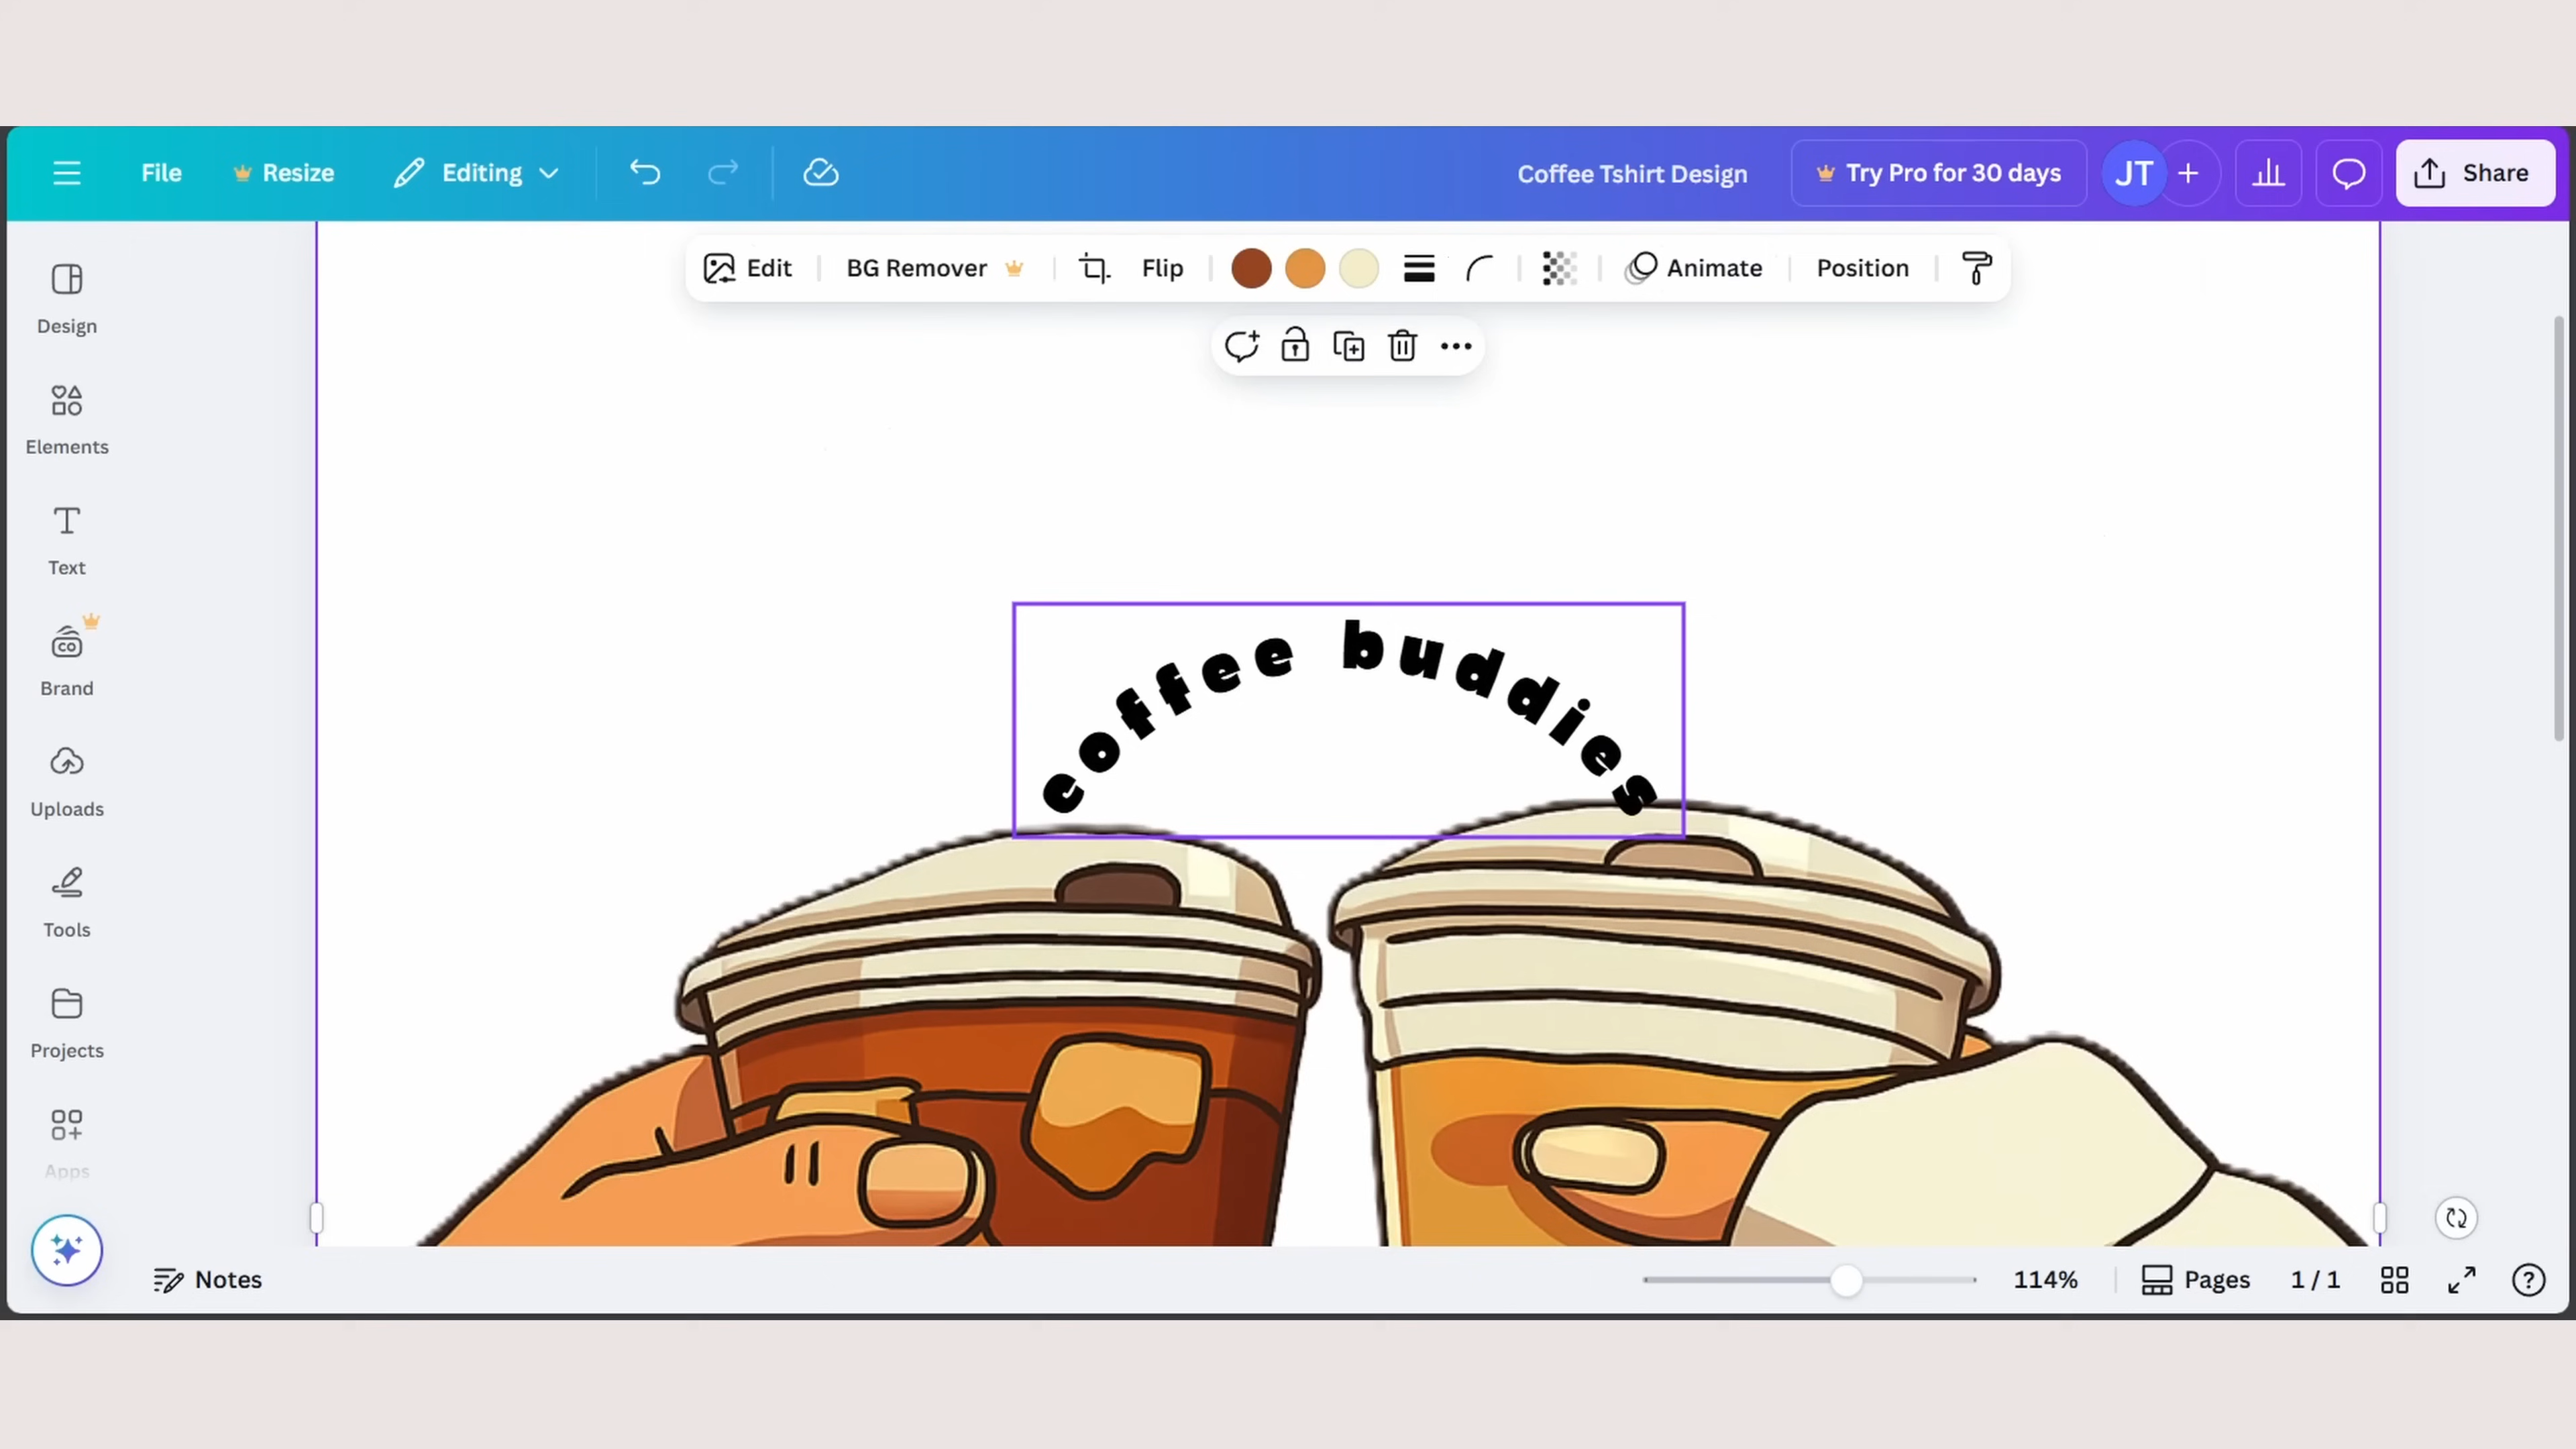 File Resize Editing Coffee Tshirt Design Try Pro for 30 days JT Share
Edit BG Remover Flip Animate Position
Design
Elements
Text
CO
Brand
Uploads
Tools
Projects
Apps
coffee buddies
Notes 114% Pages 1 / 1